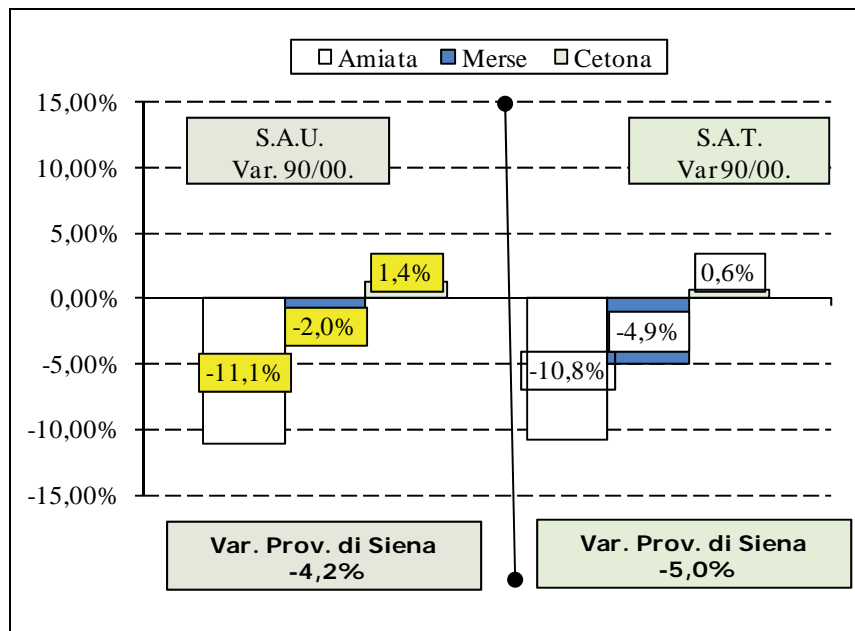 Amiata Merse Cetona
15,00%
10,00%
5,00%
0,00%
-5,00%
-10,00%
-15,00%
S.A.U.
Var. 90/00.
S.A.T.
Var 90/00.
1,4%
-2,0%
-11,1%
0,6%
-4,9%
-10,8%
Var. Prov. di Siena
-4,2%
Var. Prov. di Siena
-5,0%